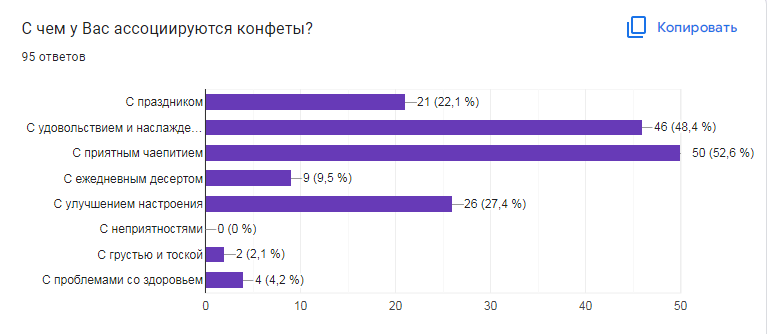 С чем у Вас ассоциируются конфеты?
Копировать
95 ответов
С праздником
21 (22,1 %)
С удовольствием и наслажде...
46 (48,4 %)
С приятным чаепитием
50 (52,6 %)
С ежедневным десертом
9 (9,5 %)
С улучшением настроения
26 (27,4 %)
С неприятностями
0 (0 %)
С грустью и тоской
2 (2,1 %)
С проблемами со здоровьем
4 (4,2 %)
0 10 20 30 40 50